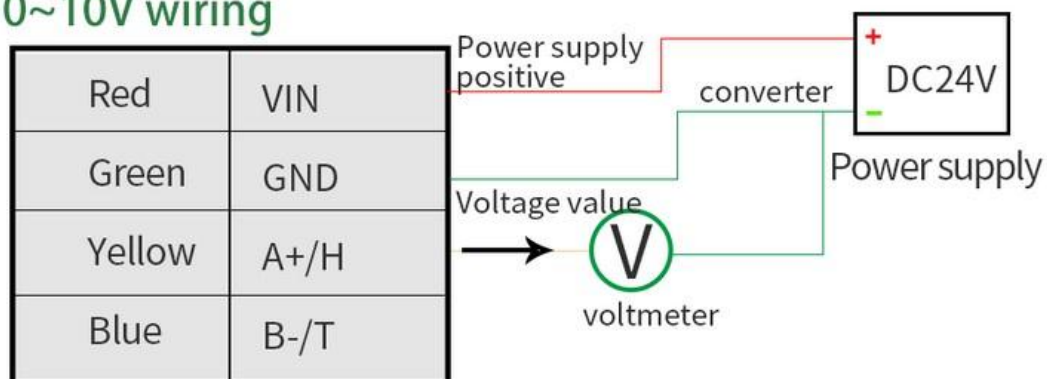 0~10V wiring
Red VIN
Green GND
Yellow A+/H
Blue B-/T
Power supply
positive
converter
Voltage value
V
voltmeter
+
DC24V
−
Power supply